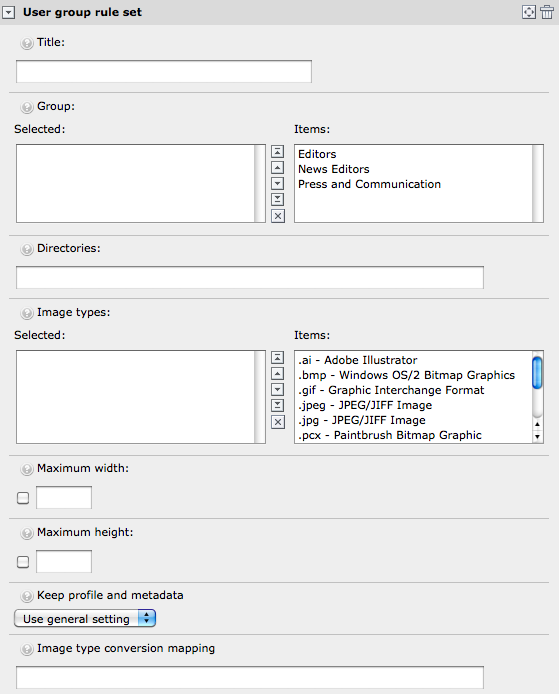 User group rule set
Title:
Group:
Selected:
Items:
Editors
News Editors
Press and Communication
Directories:
Image types:
Selected:
Items:
.ai - Adobe Illustrator
.bmp - Windows OS/2 Bitmap Graphics
.gif - Graphic Interchange Format
.jpeg - JPEG/JIFF Image
.jpg - JPEG/JIFF Image
.pcx - Paintbrush Bitmap Graphic
Maximum width:
Maximum height:
Keep profile and metadata
Use general setting
Image type conversion mapping